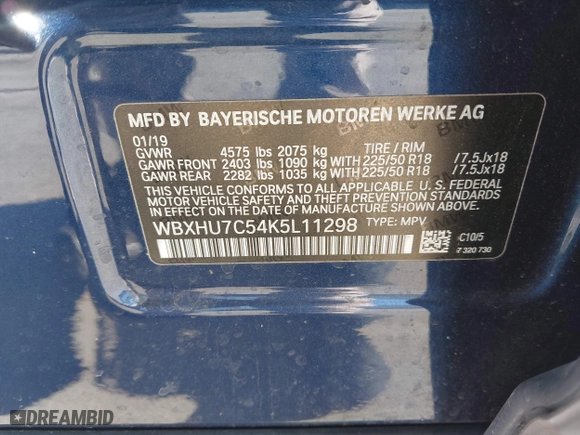 MFD BY BAYERISCHE MOTOREN WERKE AG
01/19
GVWR 4575 lbs 2075 kg TIRE / RIM
GAWR FRONT 2403 lbs 1090 kg WITH 225/50 R18 /7.5Jx18
GAWR REAR 2282 lbs 1035 kg WITH 225/50 R18 /7.5Jx18
THIS VEHICLE CONFORMS TO ALL APPLICABLE U. S. FEDERAL
MOTOR VEHICLE SAFETY AND THEFT PREVENTION STANDARDS
IN EFFECT ON THE DATE OF MANUFACTURE SHOWN ABOVE.
WBXHU7C54K5L11298 TYPE: MPV
C10/5
7 320 730
DREAMBID